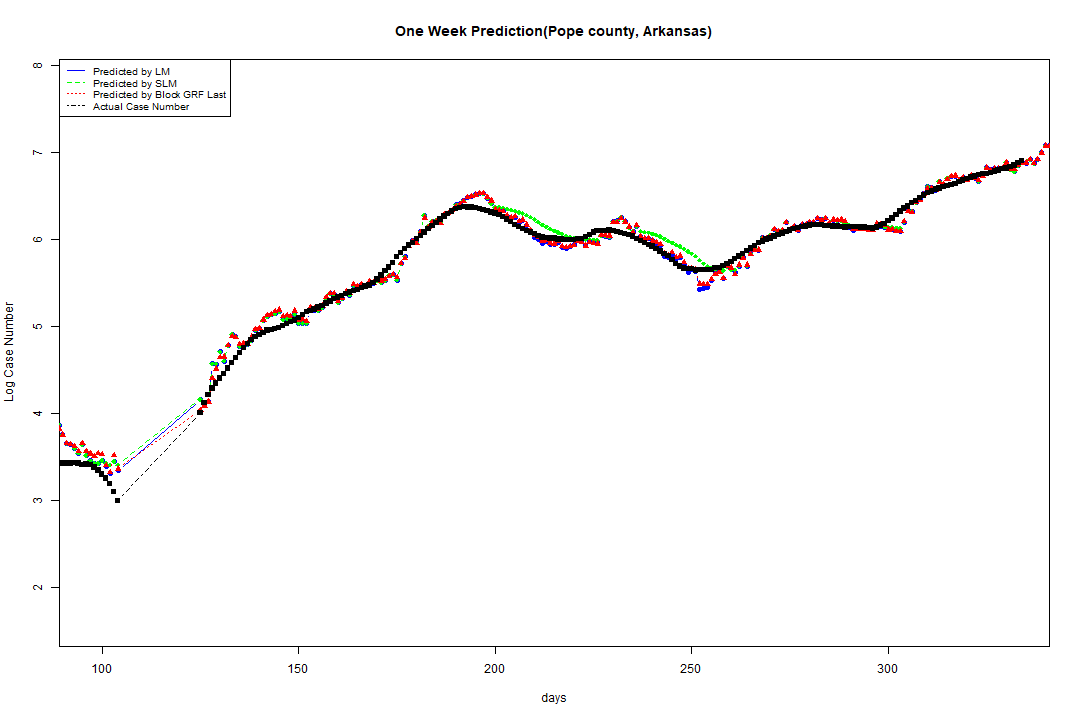 One Week Prediction(Pope county, Arkansas)
Predicted by LM
Predicted by SLM
Predicted by Block GRF Last
Actual Case Number
8
7
6
5
4
3
2
Log Case Number
100 150 200 250 300
days